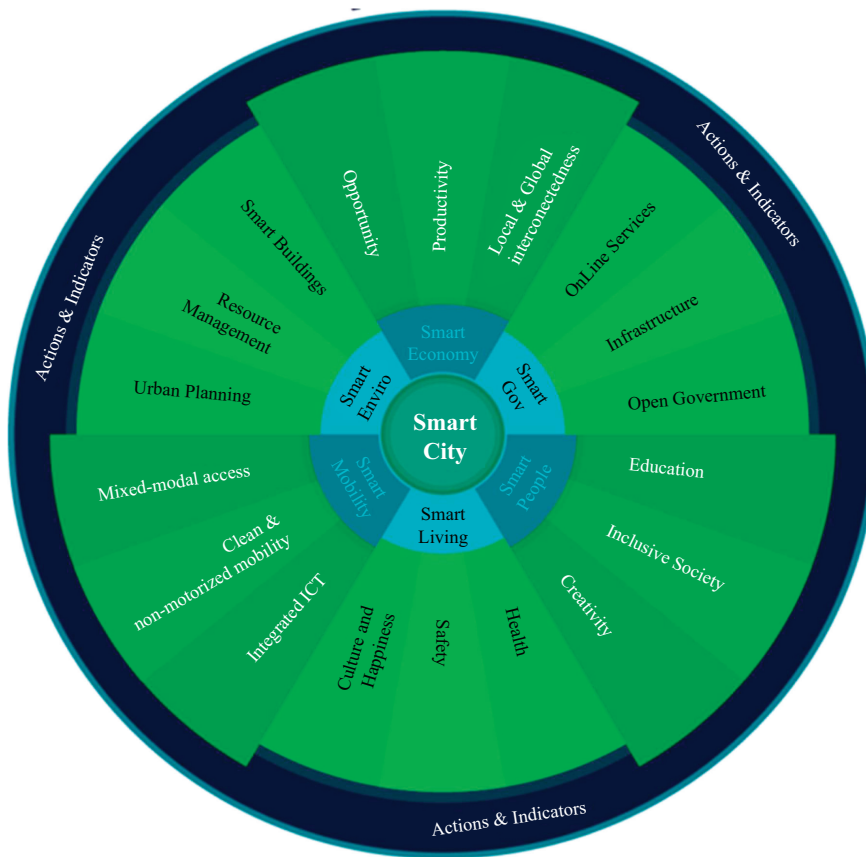 Smart
City
Smart
Economy
Opportunity
Productivity
Local & Global
interconectedness
Smart
Gov
OnLine Services
Infrastructure
Open Government
Smart
People
Education
Inclusive Society
Creativity
Smart
Living
Health
Safety
Culture and
Happiness
Smart
Mobility
Integrated ICT
Clean &
non-motorized mobility
Mixed-modal access
Smart
Enviro
Urban Planning
Resource
Management
Smart Buildings
Actions & Indicators
Actions & Indicators
Actions & Indicators